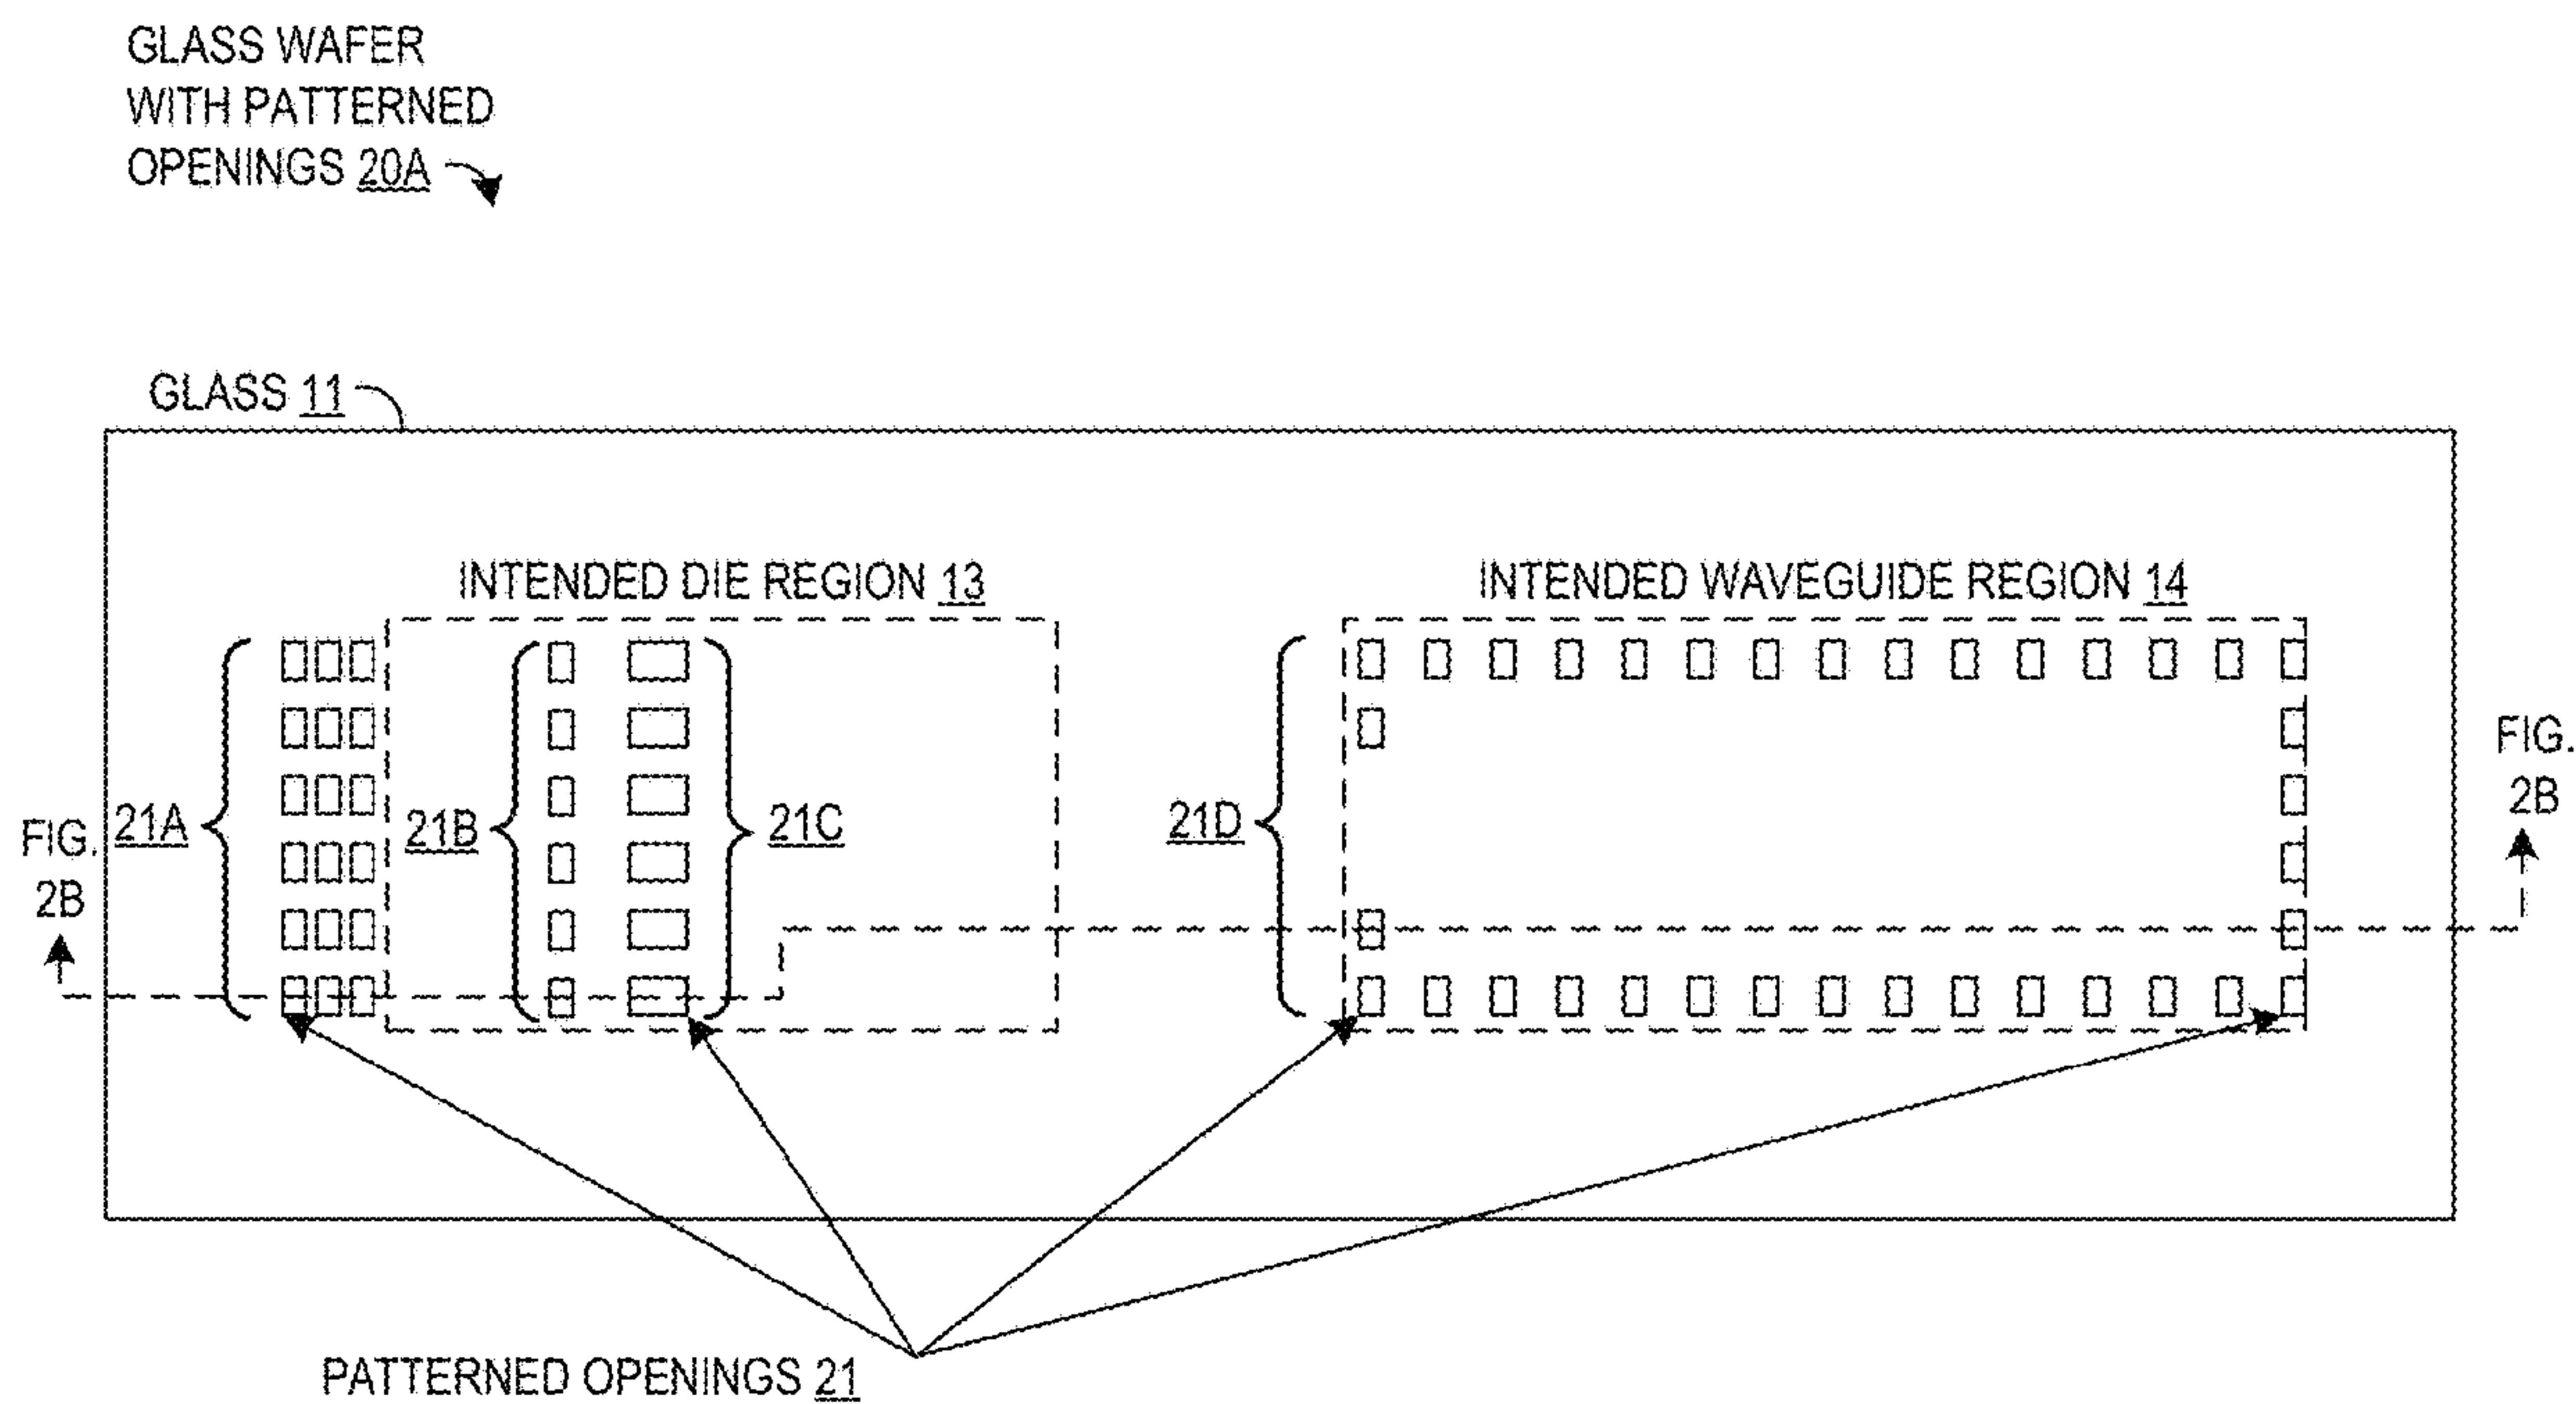 GLASS WAFER
WITH PATTERNED
OPENINGS 20A
GLASS 11
INTENDED DIE REGION 13
INTENDED WAVEGUIDE REGION 14
FIG.
2B
21A
21B
21C
21D
FIG.
2B
PATTERNED OPENINGS 21